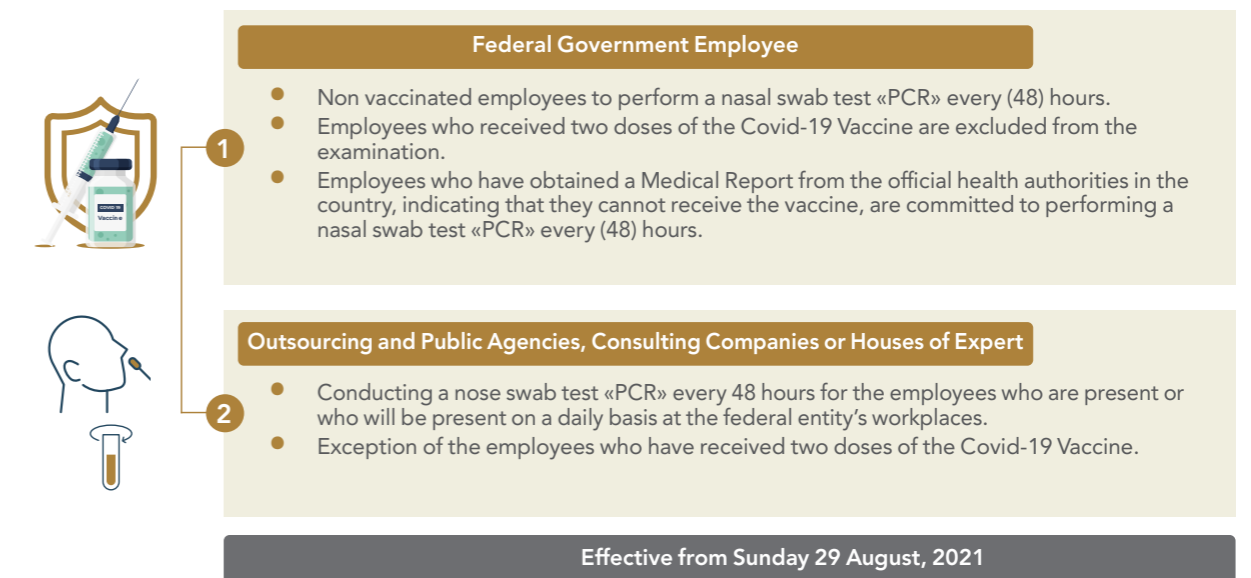 Federal Government Employee
1
• Non vaccinated employees to perform a nasal swab test «PCR» every (48) hours.
• Employees who received two doses of the Covid-19 Vaccine are excluded from the
examination.
• Employees who have obtained a Medical Report from the official health authorities in the
country, indicating that they cannot receive the vaccine, are committed to performing a
nasal swab test «PCR» every (48) hours.
COVID 19
Vaccine
Outsourcing and Public Agencies, Consulting Companies or Houses of Expert
2
• Conducting a nose swab test «PCR» every 48 hours for the employees who are present or
who will be present on a daily basis at the federal entity’s workplaces.
• Exception of the employees who have received two doses of the Covid-19 Vaccine.
Effective from Sunday 29 August, 2021